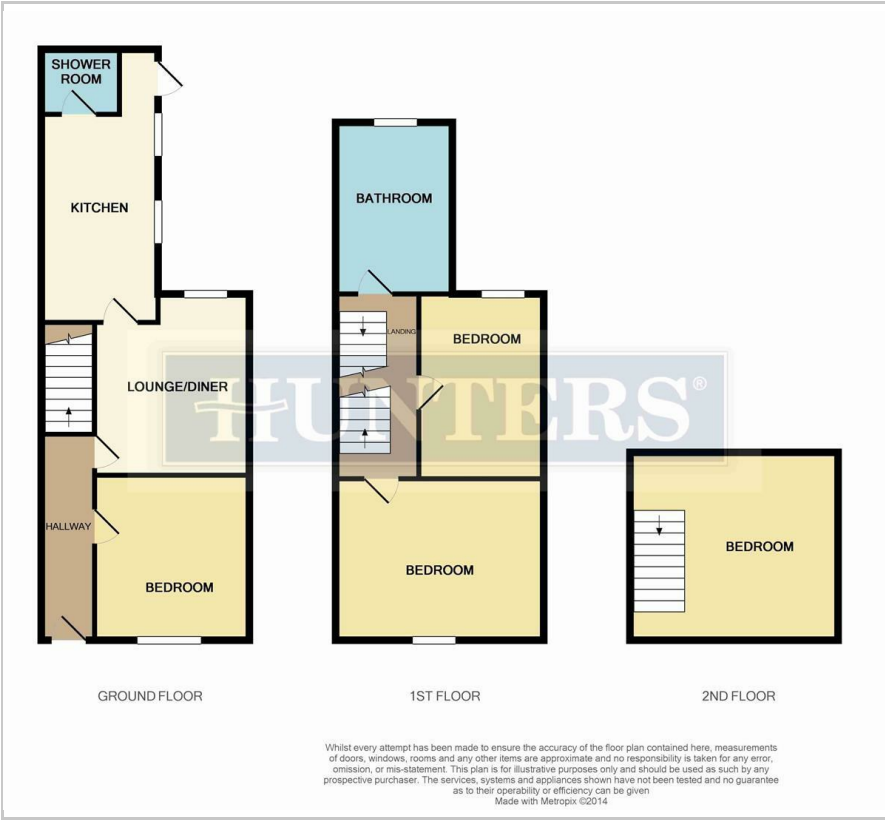 SHOWER
ROOM
KITCHEN
LOUNGE/DINER
HALLWAY
BEDROOM
GROUND FLOOR
BATHROOM
LANDING
BEDROOM
BEDROOM
1ST FLOOR
BEDROOM
2ND FLOOR
HUNTERS®
Whilst every attempt has been made to ensure the accuracy of the floor plan contained here, measurements
of doors, windows, rooms and any other items are approximate and no responsibility is taken for any error,
omission, or mis-statement. This plan is for illustrative purposes only and should be used as such by any
prospective purchaser. The services, systems and appliances shown have not been tested and no guarantee
as to their operability or efficiency can be given
Made with Metropix ©2014